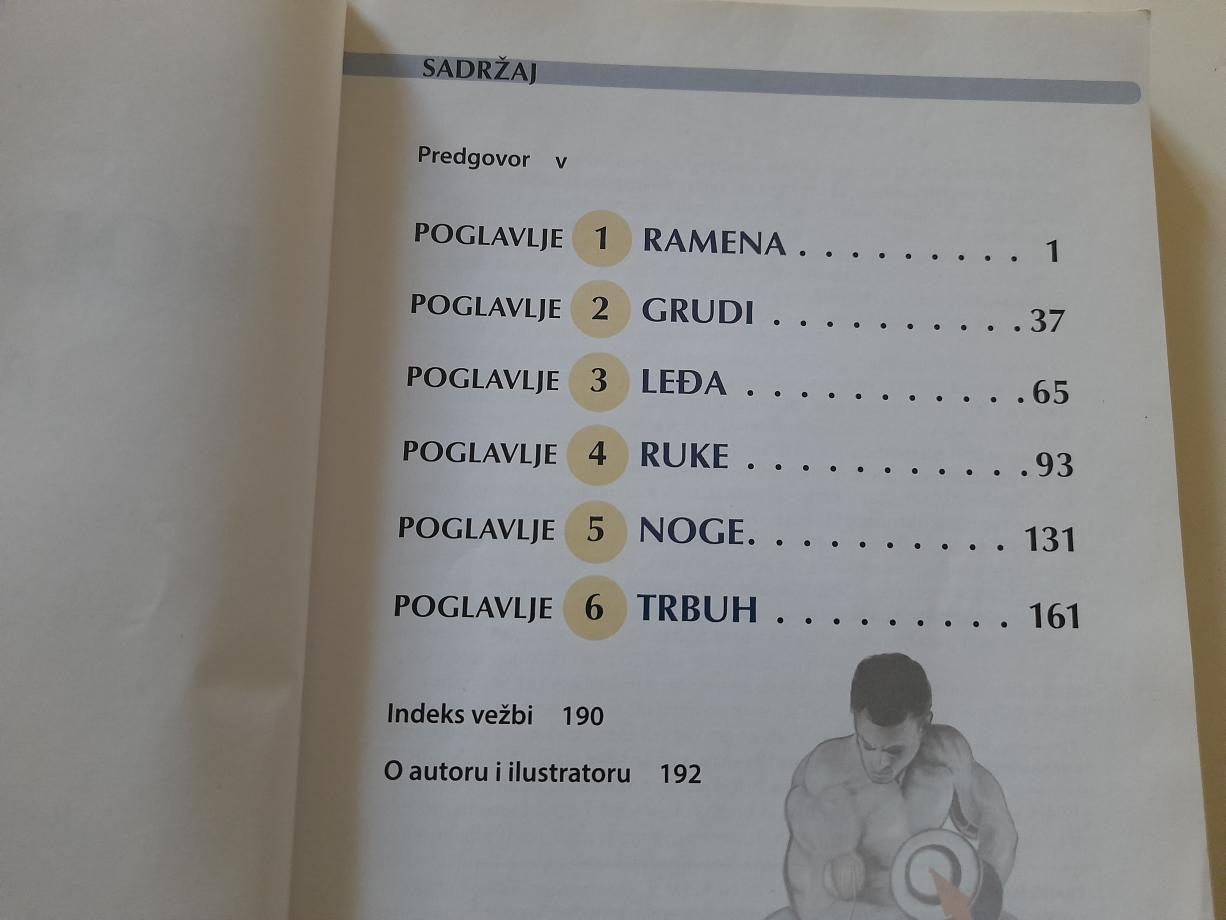 SADRŽAJ
Predgovor v
POGLAVLJE 1 RAMENA . . . . . . . . . 1
POGLAVLJE 2 GRUDI . . . . . . . . . . 37
POGLAVLJE 3 LEĐA . . . . . . . . . . . 65
POGLAVLJE 4 RUKE . . . . . . . . . . . 93
POGLAVLJE 5 NOGE. . . . . . . . . . 131
POGLAVLJE 6 TRBUH . . . . . . . . . 161
Indeks vežbi 190
O autoru i ilustratoru 192